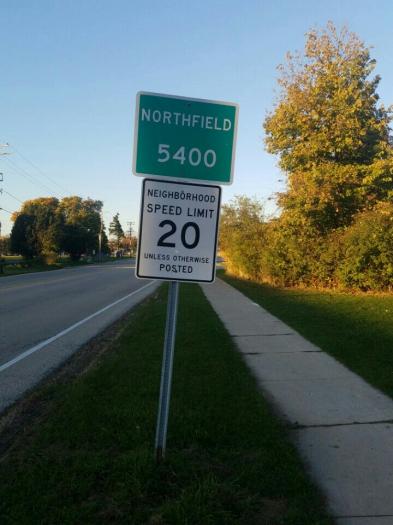 NORTHFIELD
5400
NEIGHBORHOOD
SPEED LIMIT
20
UNLESS OTHERWISE
POSTED